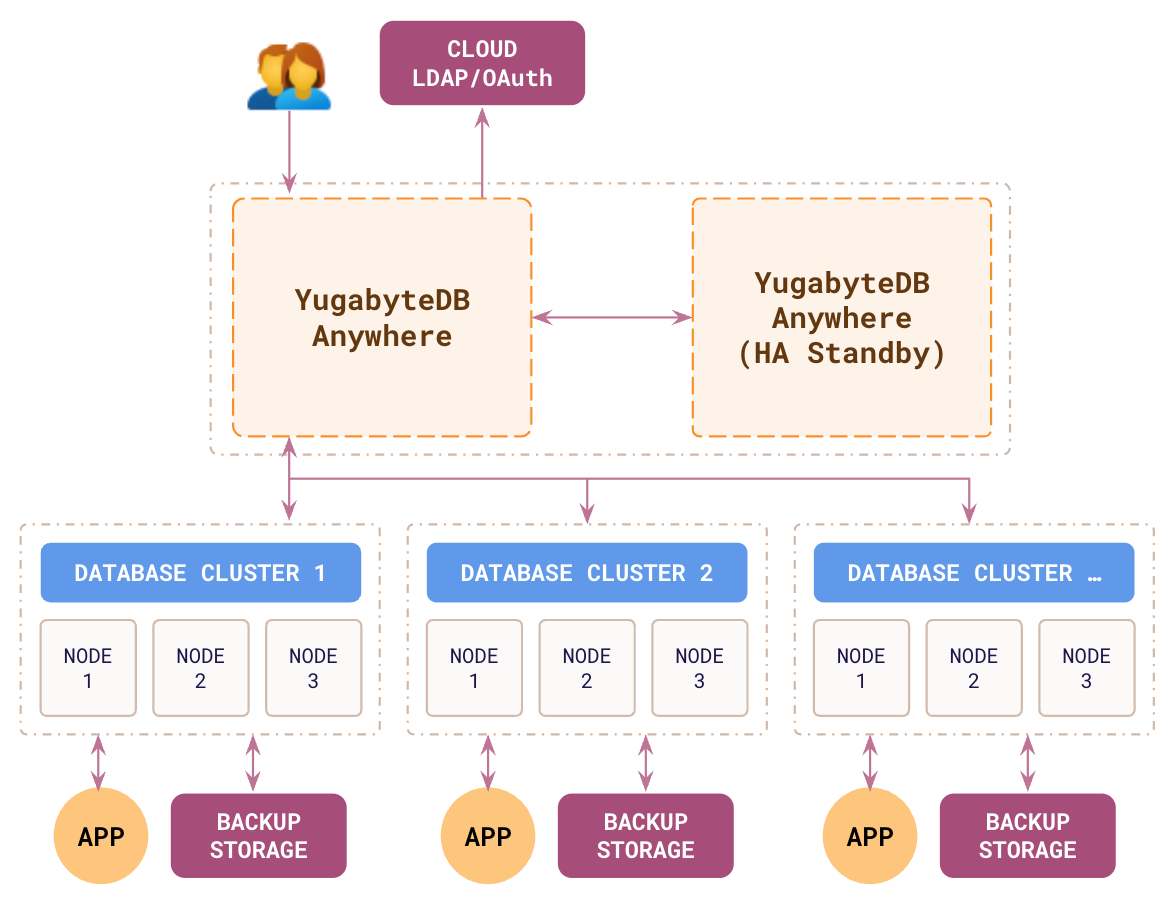 CLOUD
LDAP/OAuth
YugabyteDB
Anywhere
YugabyteDB
Anywhere
(HA Standby)
DATABASE CLUSTER 1
NODE
1
NODE
2
NODE
3
DATABASE CLUSTER 2
NODE
1
NODE
2
NODE
3
DATABASE CLUSTER …
NODE
1
NODE
2
NODE
3
APP
BACKUP
STORAGE
APP
BACKUP
STORAGE
APP
BACKUP
STORAGE